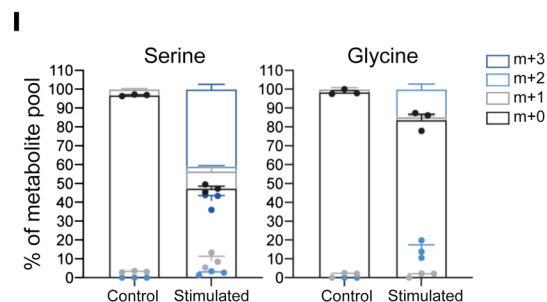 I
Serine
Glycine
% of metabolite pool
110
100
90
80
70
60
50
40
30
20
10
0
Control
Stimulated
110
100
90
80
70
60
50
40
30
20
10
0
Control
Stimulated
m+3
m+2
m+1
m+0